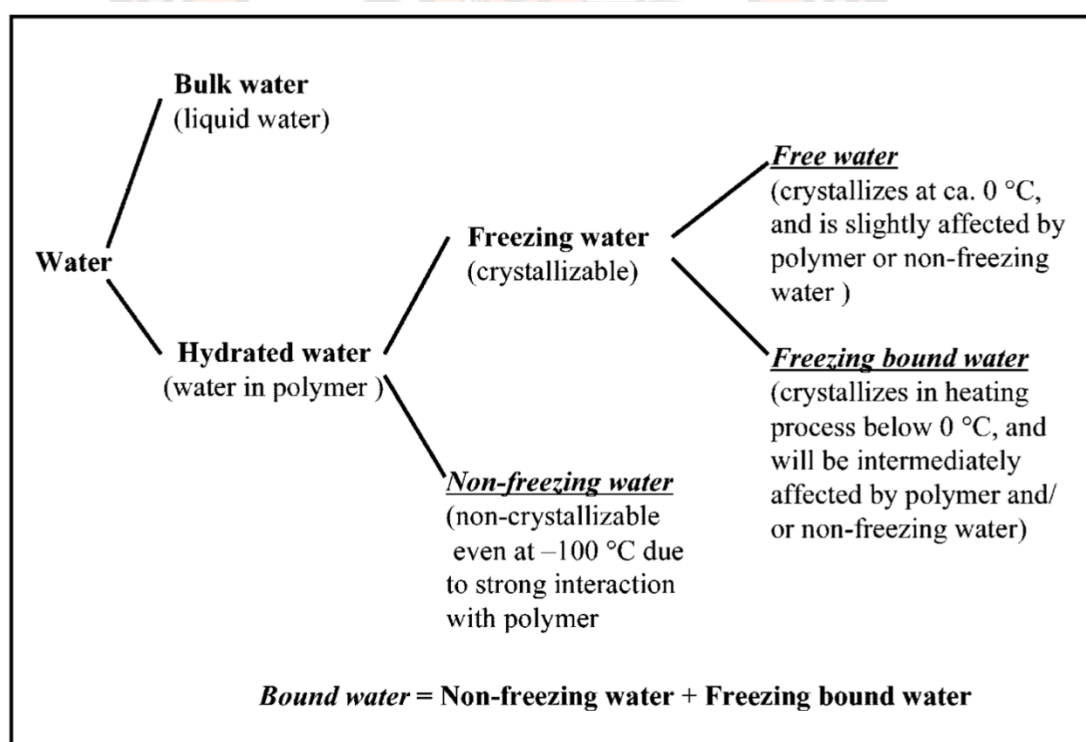 Bulk water
(liquid water)
Water
Hydrated water
(water in polymer )
Freezing water
(crystallizable)
Non-freezing water
(non-crystallizable
even at –100 °C due
to strong interaction
with polymer
Free water
(crystallizes at ca. 0 °C,
and is slightly affected by
polymer or non-freezing
water )
Freezing bound water
(crystallizes in heating
process below 0 °C, and
will be intermediately
affected by polymer and/
or non-freezing water)
Bound water = Non-freezing water + Freezing bound water